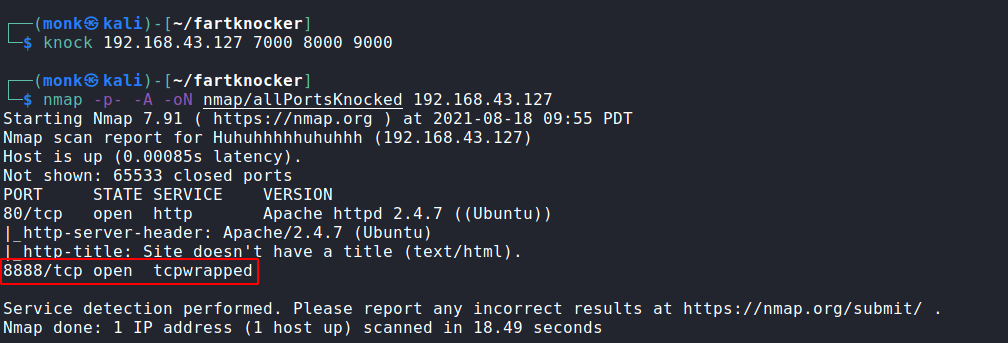 ┌──(monk㉿kali)-[~/fartknocker]
└─$ knock 192.168.43.127 7000 8000 9000
┌──(monk㉿kali)-[~/fartknocker]
└─$ nmap -p- -A -oN nmap/allPortsKnocked 192.168.43.127
Starting Nmap 7.91 ( https://nmap.org ) at 2021-08-18 09:55 PDT
Nmap scan report for Huhuhhhhhuhuhhh (192.168.43.127)
Host is up (0.00085s latency).
Not shown: 65533 closed ports
PORT     STATE SERVICE    VERSION
80/tcp   open  http       Apache httpd 2.4.7 ((Ubuntu))
|_http-server-header: Apache/2.4.7 (Ubuntu)
|_http-title: Site doesn't have a title (text/html).
8888/tcp open  tcpwrapped
Service detection performed. Please report any incorrect results at https://nmap.org/submit/ .
Nmap done: 1 IP address (1 host up) scanned in 18.49 seconds